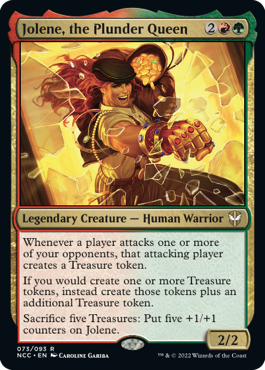 Jolene, the Plunder Queen 2
Legendary Creature — Human Warrior
Whenever a player attacks one or more
of your opponents, that attacking player
creates a Treasure token.
If you would create one or more Treasure
tokens, instead create those tokens plus an
additional Treasure token.
Sacrifice five Treasures: Put five +1/+1
counters on Jolene.
2/2
073/093 R
NCC • EN CAROLINE GARIBA ™ & © 2022 Wizards of the Coast